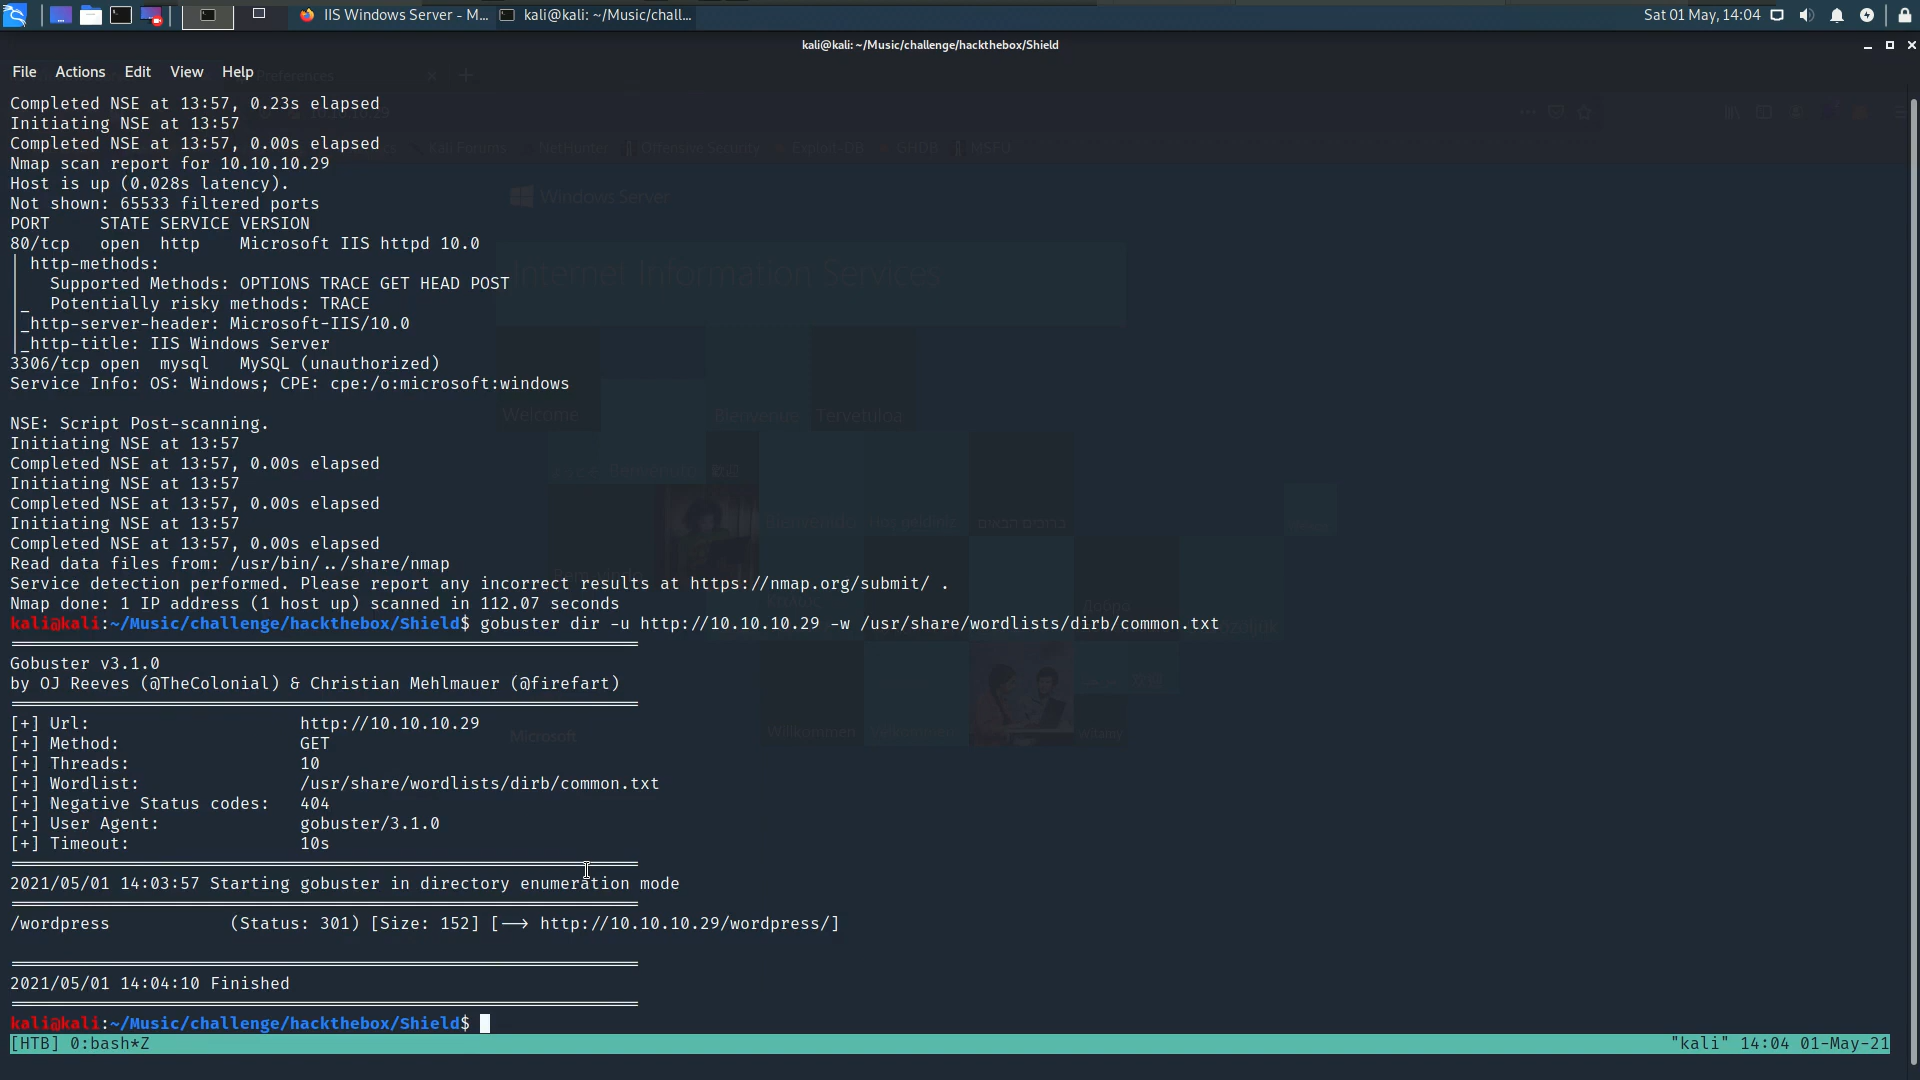 IIS Windows Server - M...
kali@kali: ~/Music/chall...
Sat 01 May, 14:04
kali@kali: ~/Music/challenge/hackthebox/Shield
File Actions Edit View Help
Preferences
Completed NSE at 13:57, 0.23s elapsed
Initiating NSE at 13:57
Completed NSE at 13:57, 0.00s elapsed
Kali Forums NetHunter Offensive Security Exploit-DB GHDB MSFU
Nmap scan report for 10.10.10.29
Host is up (0.028s latency).
Windows Server
Not shown: 65533 filtered ports
PORT     STATE SERVICE VERSION
80/tcp   open  http    Microsoft IIS httpd 10.0
| http-methods:
Internet Information Services
|   Supported Methods: OPTIONS TRACE GET HEAD POST
|_  Potentially risky methods: TRACE
|_http-server-header: Microsoft-IIS/10.0
|_http-title: IIS Windows Server
3306/tcp open  mysql   MySQL (unauthorized)
Service Info: OS: Windows; CPE: cpe:/o:microsoft:windows
Welcome Bienvenue Tervetuloa
NSE: Script Post-scanning.
Initiating NSE at 13:57
Completed NSE at 13:57, 0.00s elapsed
Initiating NSE at 13:57
Completed NSE at 13:57, 0.00s elapsed
Initiating NSE at 13:57
Bienvenido ברוכים הבאים
Completed NSE at 13:57, 0.00s elapsed
Read data files from: /usr/bin/../share/nmap
Service detection performed. Please report any incorrect results at https://nmap.org/submit/ .
Nmap done: 1 IP address (1 host up) scanned in 112.07 seconds
kali@kali:~/Music/challenge/hackthebox/Shield$ gobuster dir -u http://10.10.10.29 -w /usr/share/wordlists/dirb/common.txt
Gobuster v3.1.0
by OJ Reeves (@TheColonial) & Christian Mehlmauer (@firefart)
[+] Url:                     http://10.10.10.29
[+] Method:                  GET
Microsoft Willkommen Witamy
[+] Threads:                 10
[+] Wordlist:                /usr/share/wordlists/dirb/common.txt
[+] Negative Status codes:   404
[+] User Agent:              gobuster/3.1.0
[+] Timeout:                 10s
2021/05/01 14:03:57 Starting gobuster in directory enumeration mode
/wordpress            (Status: 301) [Size: 152] [--> http://10.10.10.29/wordpress/]
2021/05/01 14:04:10 Finished
kali@kali:~/Music/challenge/hackthebox/Shield$
[HTB] 0:bash*Z "kali" 14:04 01-May-21